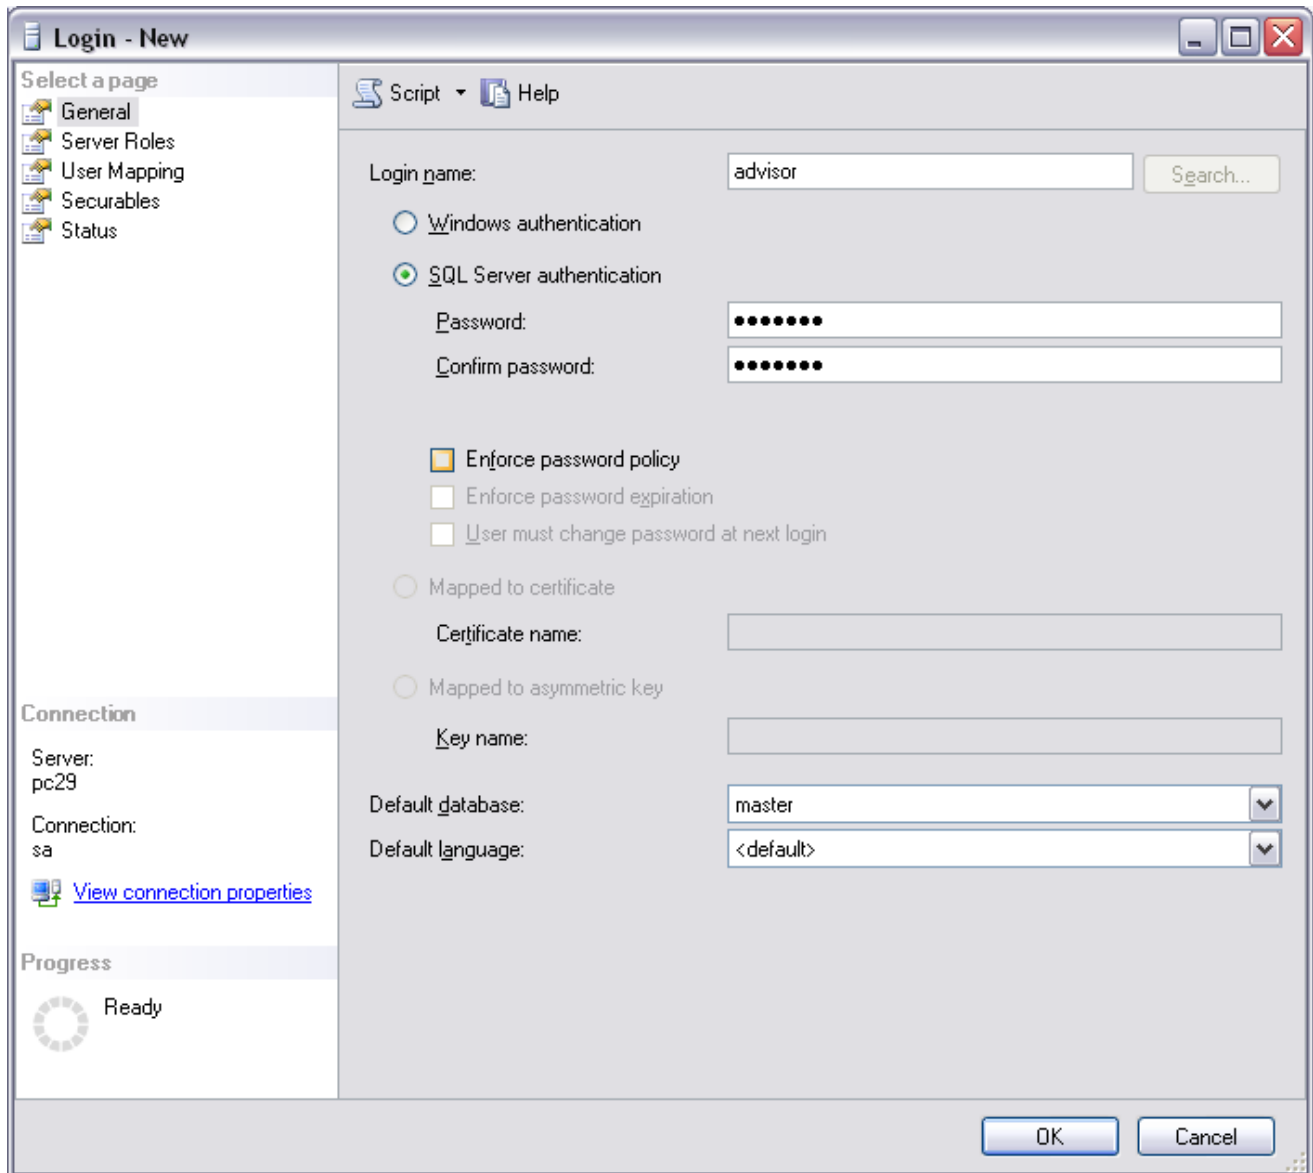 Login - New
Select a page
General
Server Roles
User Mapping
Securables
Status
Connection
Server:
pc29
Connection:
sa
View connection properties
Progress
Ready
Script Help
Login name: advisor Search...
Windows authentication
SQL Server authentication
Password: •••••••
Confirm password: •••••••
Enforce password policy
Enforce password expiration
User must change password at next login
Mapped to certificate
Certificate name:
Mapped to asymmetric key
Key name:
Default database: master
Default language: <default>
OK Cancel